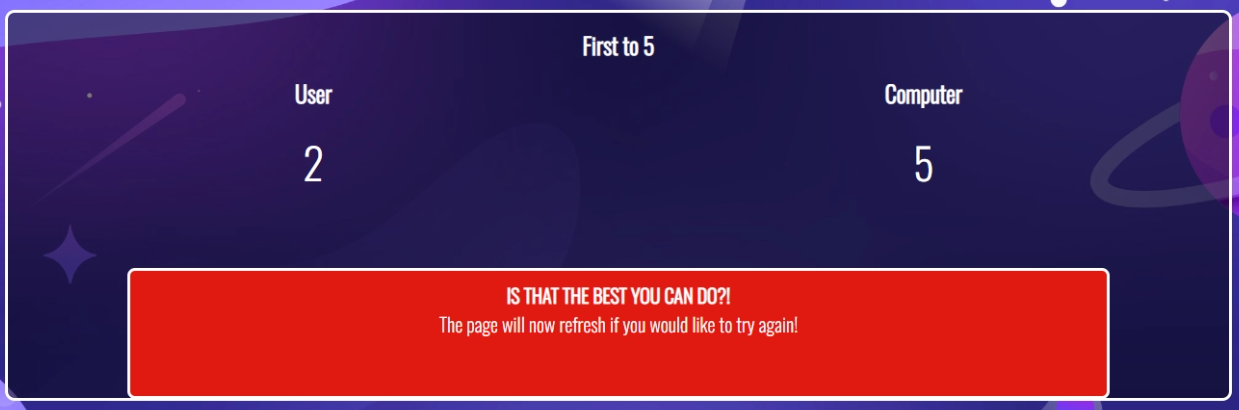 First to 5
User
Computer
2
5
IS THAT THE BEST YOU CAN DO?!
The page will now refresh if you would like to try again!